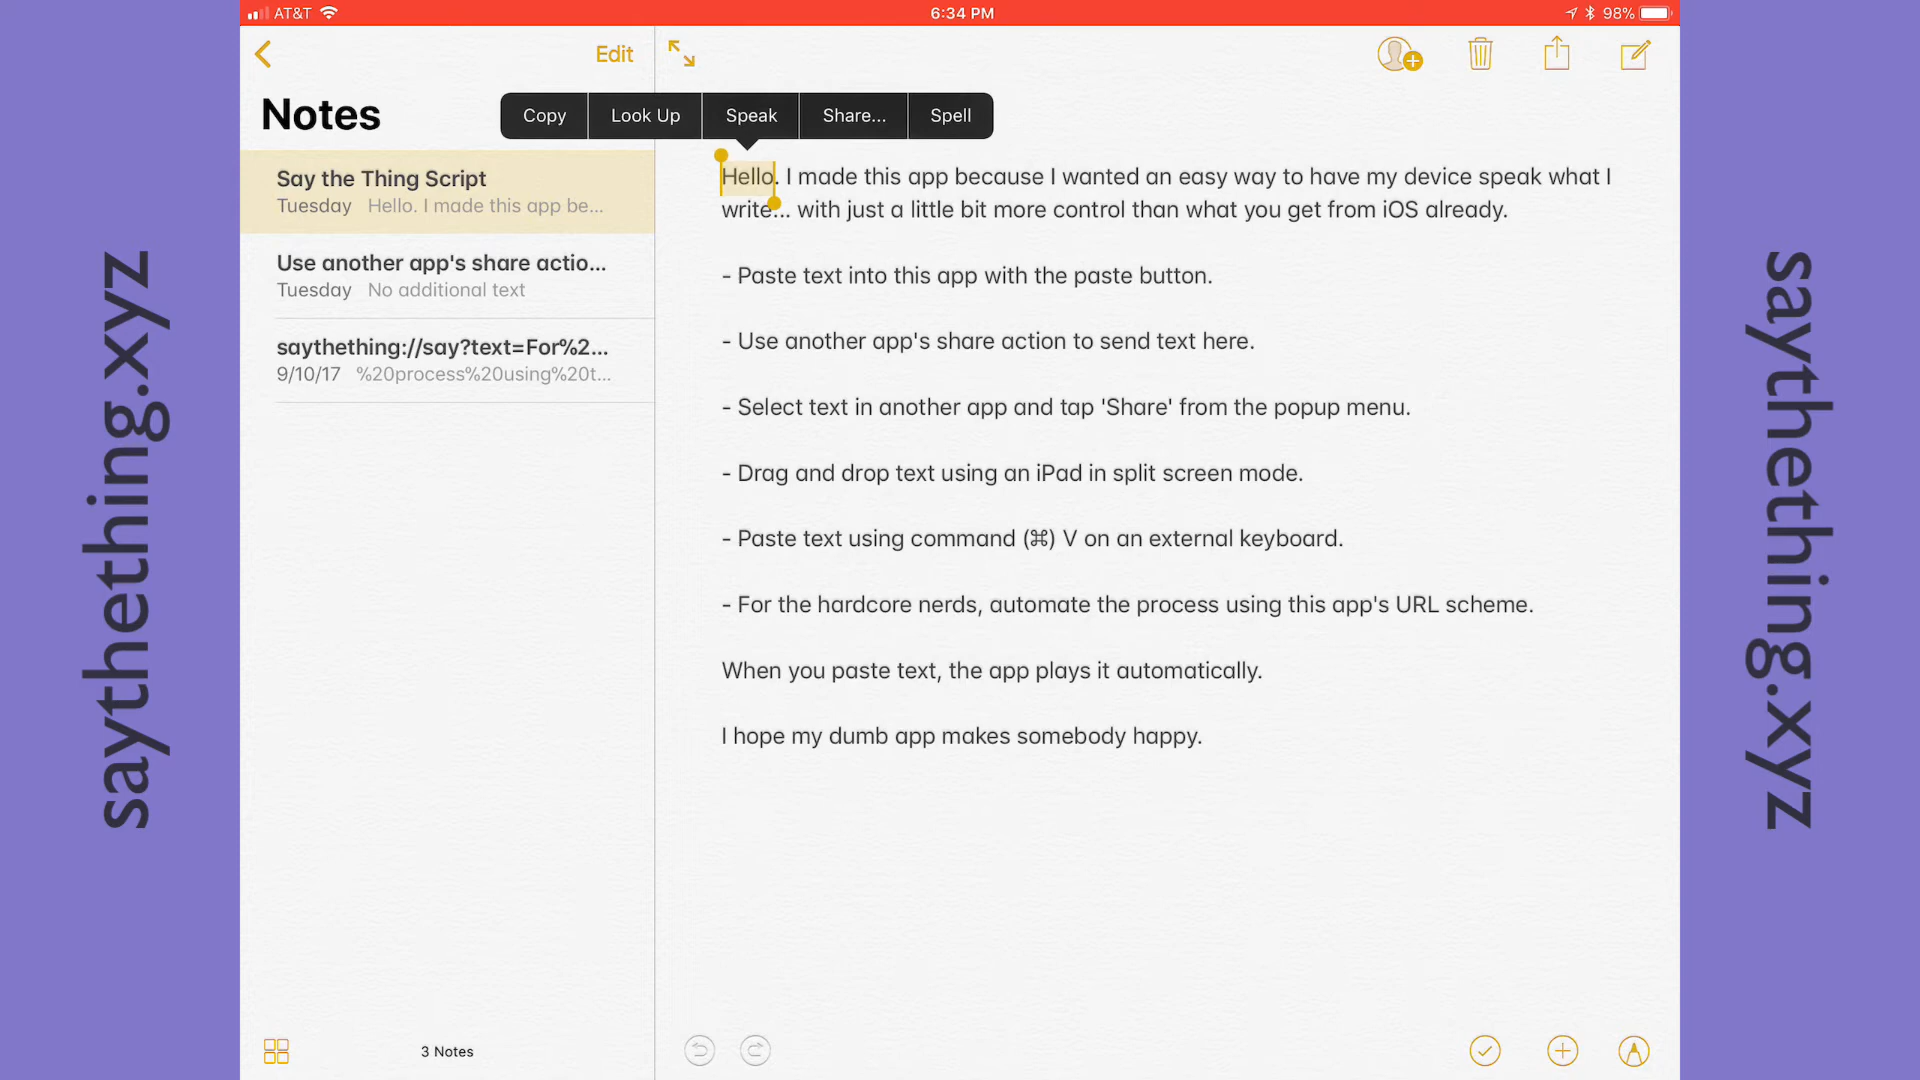 AT&T
6:34 PM
98%
Edit
Notes
Copy
Look Up
Speak
Share...
Spell
Say the Thing Script
Tuesday Hello. I made this app be...
Use another app's share actio...
Tuesday No additional text
saythething://say?text=For%2...
9/10/17 %20process%20using%20t...
3 Notes
Hello. I made this app because I wanted an easy way to have my device speak what I
write... with just a little bit more control than what you get from iOS already.
- Paste text into this app with the paste button.
- Use another app's share action to send text here.
- Select text in another app and tap 'Share' from the popup menu.
- Drag and drop text using an iPad in split screen mode.
- Paste text using command (⌘) V on an external keyboard.
- For the hardcore nerds, automate the process using this app's URL scheme.
When you paste text, the app plays it automatically.
I hope my dumb app makes somebody happy.
saythething.xyz
saythething.xyz